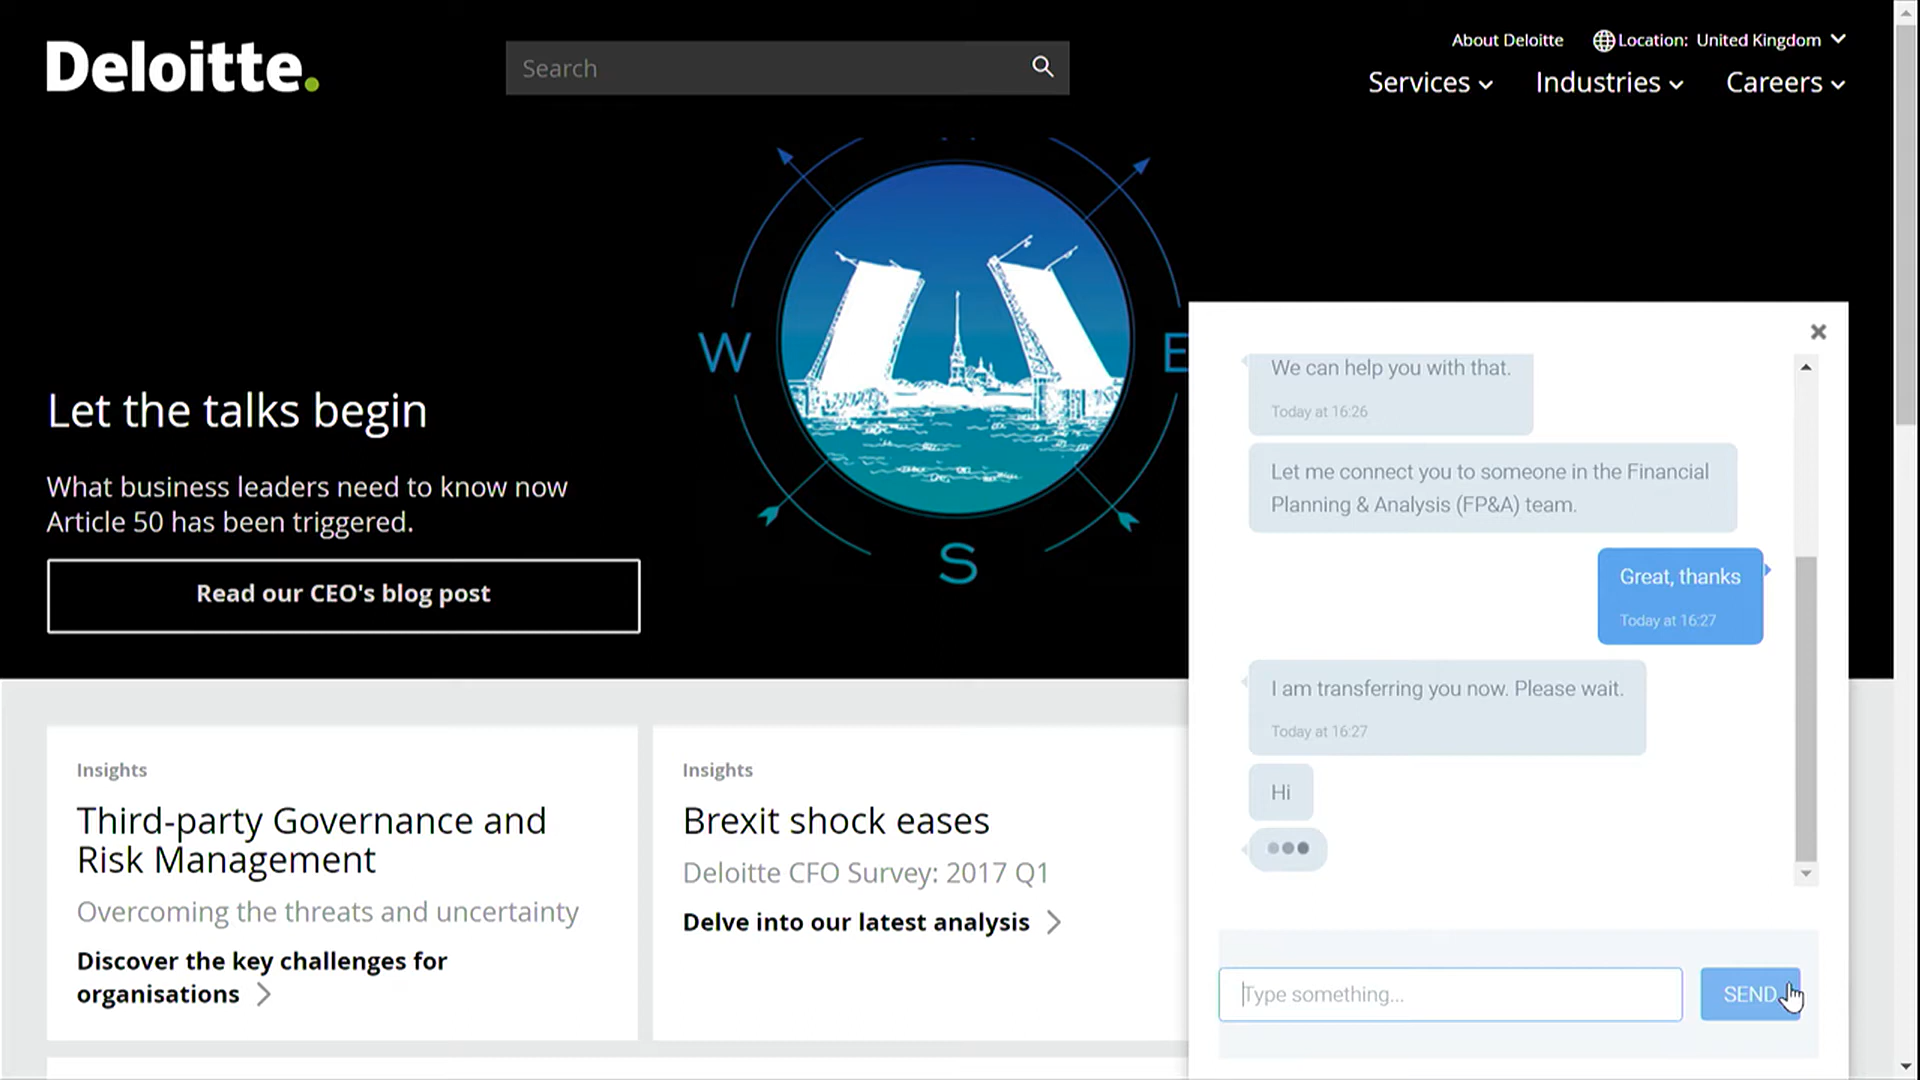 Deloitte.
Search
About Deloitte
Location: United Kingdom
Services
Industries
Careers
W
E
S
Let the talks begin
What business leaders need to know now
Article 50 has been triggered.
Read our CEO's blog post
Insights
Third-party Governance and
Risk Management
Overcoming the threats and uncertainty
Discover the key challenges for
organisations
Insights
Brexit shock eases
Deloitte CFO Survey: 2017 Q1
Delve into our latest analysis
We can help you with that.
Today at 16:26
Let me connect you to someone in the Financial
Planning & Analysis (FP&A) team.
Great, thanks
Today at 16:27
I am transferring you now. Please wait.
Today at 16:27
Hi
Type something...
SEND